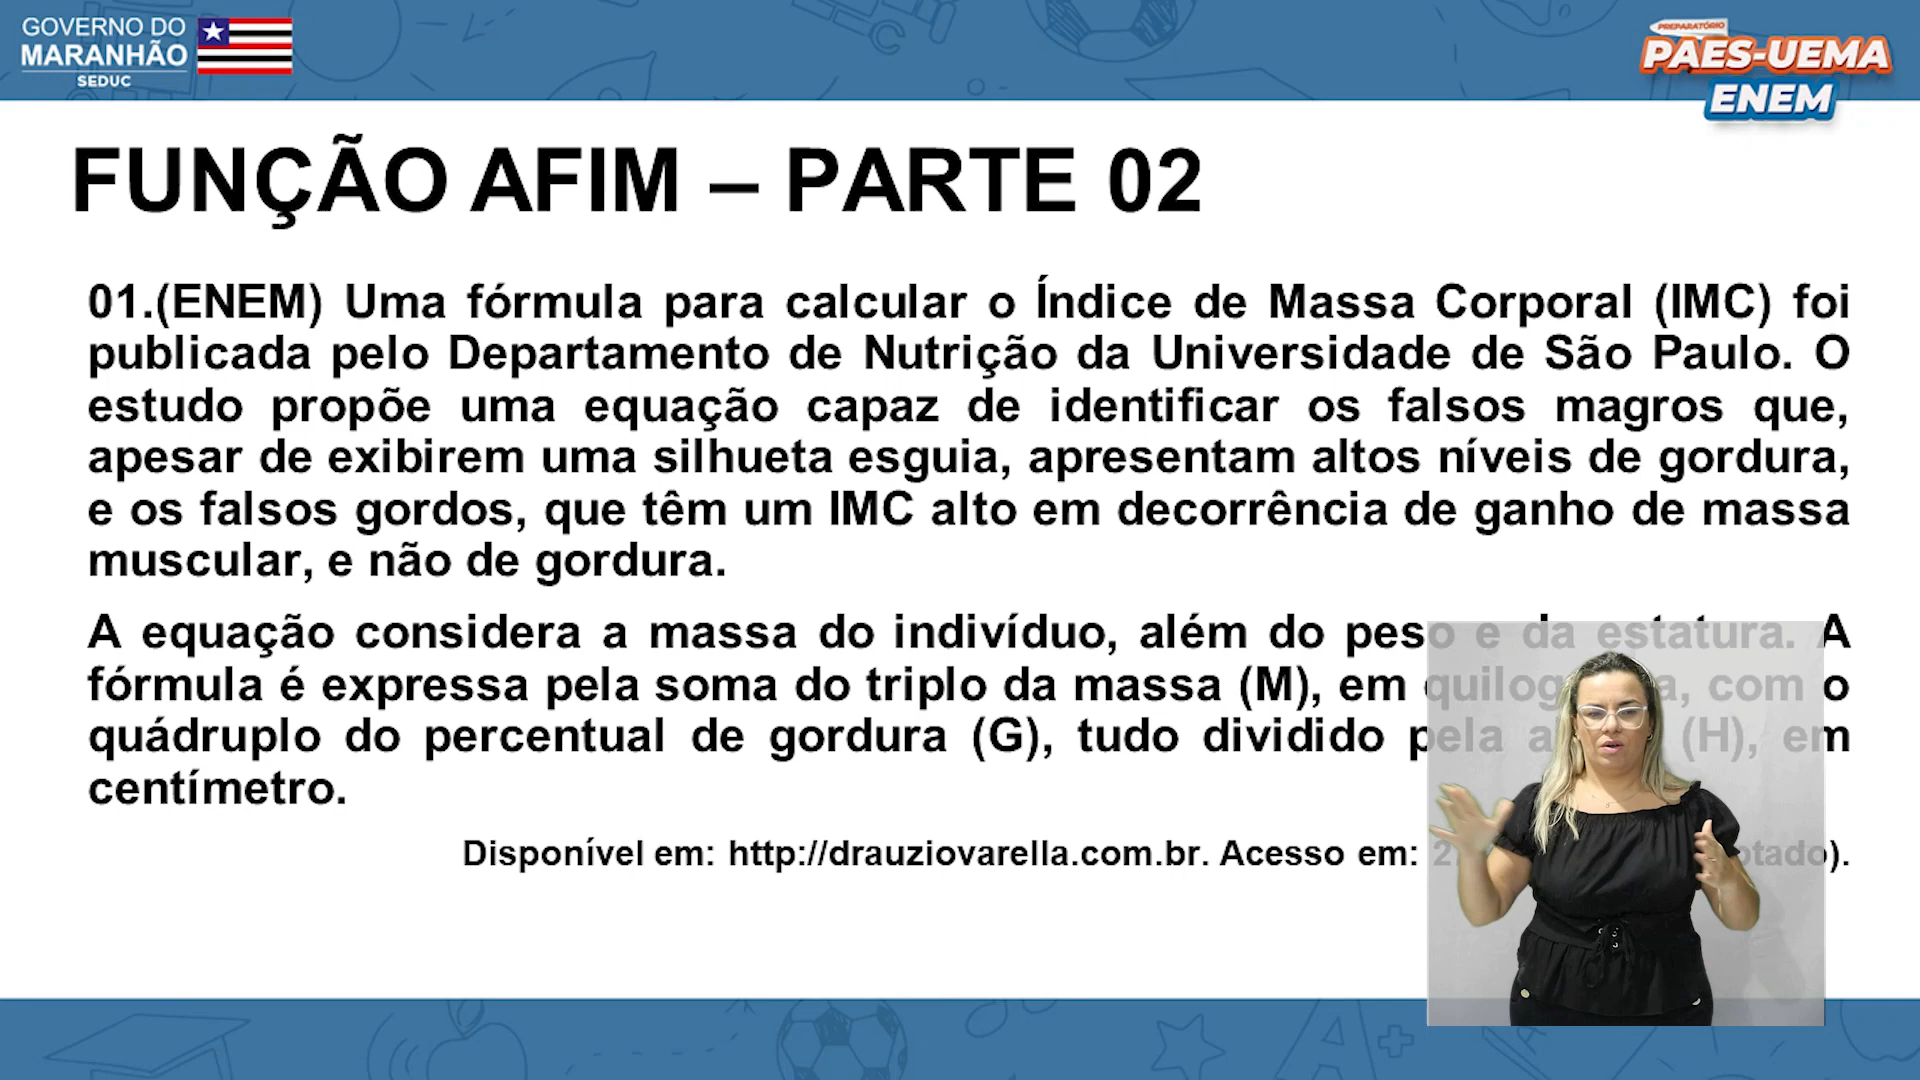 GOVERNO DO
MARANHÃO
SEDUC
PREPARATÓRIO
PAES-UEMA
ENEM
FUNÇÃO AFIM – PARTE 02
01.(ENEM) Uma fórmula para calcular o Índice de Massa Corporal (IMC) foi
publicada pelo Departamento de Nutrição da Universidade de São Paulo. O
estudo propõe uma equação capaz de identificar os falsos magros que,
apesar de exibirem uma silhueta esguia, apresentam altos níveis de gordura,
e os falsos gordos, que têm um IMC alto em decorrência de ganho de massa
muscular, e não de gordura.
A equação considera a massa do indivíduo, além do peso e da estatura. A
fórmula é expressa pela soma do triplo da massa (M), em com o
quádruplo do percentual de gordura (G), tudo dividido pela (H), em
centímetro.
Disponível em: http://drauziovarella.com.br. Acesso em: